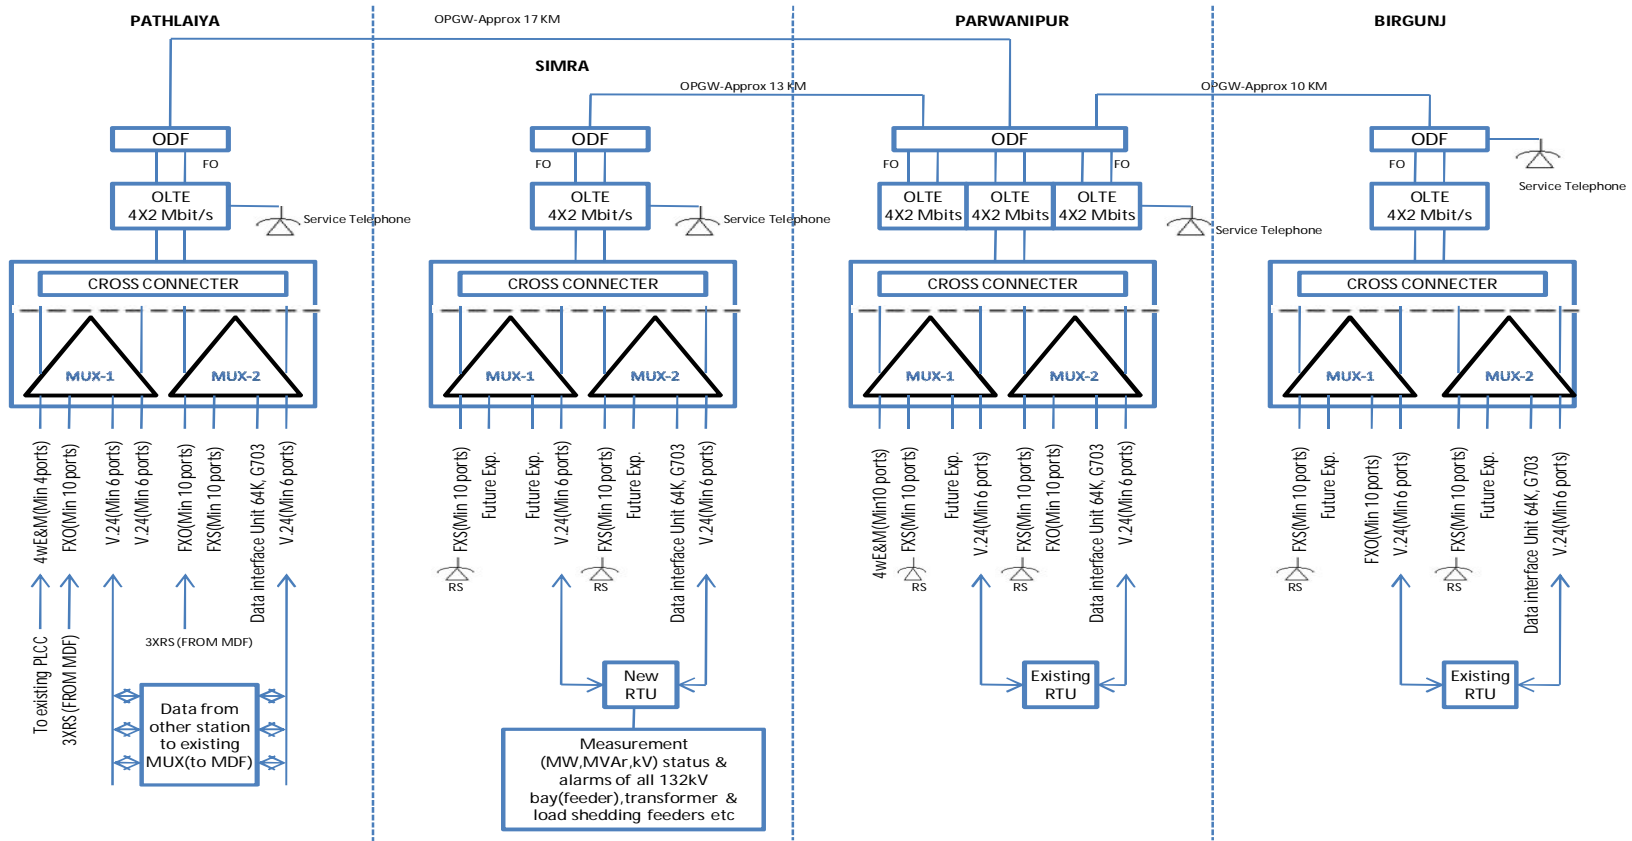 PATHLAIYA
OPGW-Approx 17 KM
PARWANIPUR
BIRGUNJ
SIMRA
OPGW-Approx 13 KM
OPGW-Approx 10 KM
ODF
FO
OLTE
4X2 Mbit/s
Service Telephone
CROSS CONNECTER
MUX-1
MUX-2
4wE&M(Min 4ports)
FXO(Min 10 ports)
V.24(Min 6 ports)
V.24(Min 6 ports)
FXO(Min 10 ports)
FXS(Min 10 ports)
Data interface Unit 64K, G703
V.24(Min 6 ports)
To existing PLCC
3XRS(FROM MDF)
3XRS(FROM MDF)
Data from
other station
to existing
MUX(to MDF)
ODF
FO
OLTE
4X2 Mbit/s
Service Telephone
CROSS CONNECTER
MUX-1
MUX-2
FXS(Min 10 ports)
Future Exp.
Future Exp.
V.24(Min 6 ports)
FXS(Min 10 ports)
Future Exp.
Data interface Unit 64K, G703
V.24(Min 6 ports)
RS
RS
New
RTU
Measurement
(MW,MVAr,kV) status &
alarms of all 132kV
bay(feeder),transformer &
load shedding feeders etc
ODF
FO
FO
OLTE
4X2 Mbits
OLTE
4X2 Mbits
OLTE
4X2 Mbits
Service Telephone
CROSS CONNECTER
MUX-1
MUX-2
4wE&M(Min10 ports)
FXS(Min 10 ports)
Future Exp.
V.24(Min 6 ports)
FXS(Min 10 ports)
FXO(Min 10 ports)
Data interface Unit 64K, G703
V.24(Min 6 ports)
RS
RS
Existing
RTU
ODF
Service Telephone
FO
OLTE
4X2 Mbit/s
CROSS CONNECTER
MUX-1
MUX-2
FXS(Min 10 ports)
Future Exp.
FXO(Min 10 ports)
V.24(Min 6 ports)
FXS(Min 10 ports)
Future Exp.
Data interface Unit 64K, G703
V.24(Min 6 ports)
RS
RS
Existing
RTU